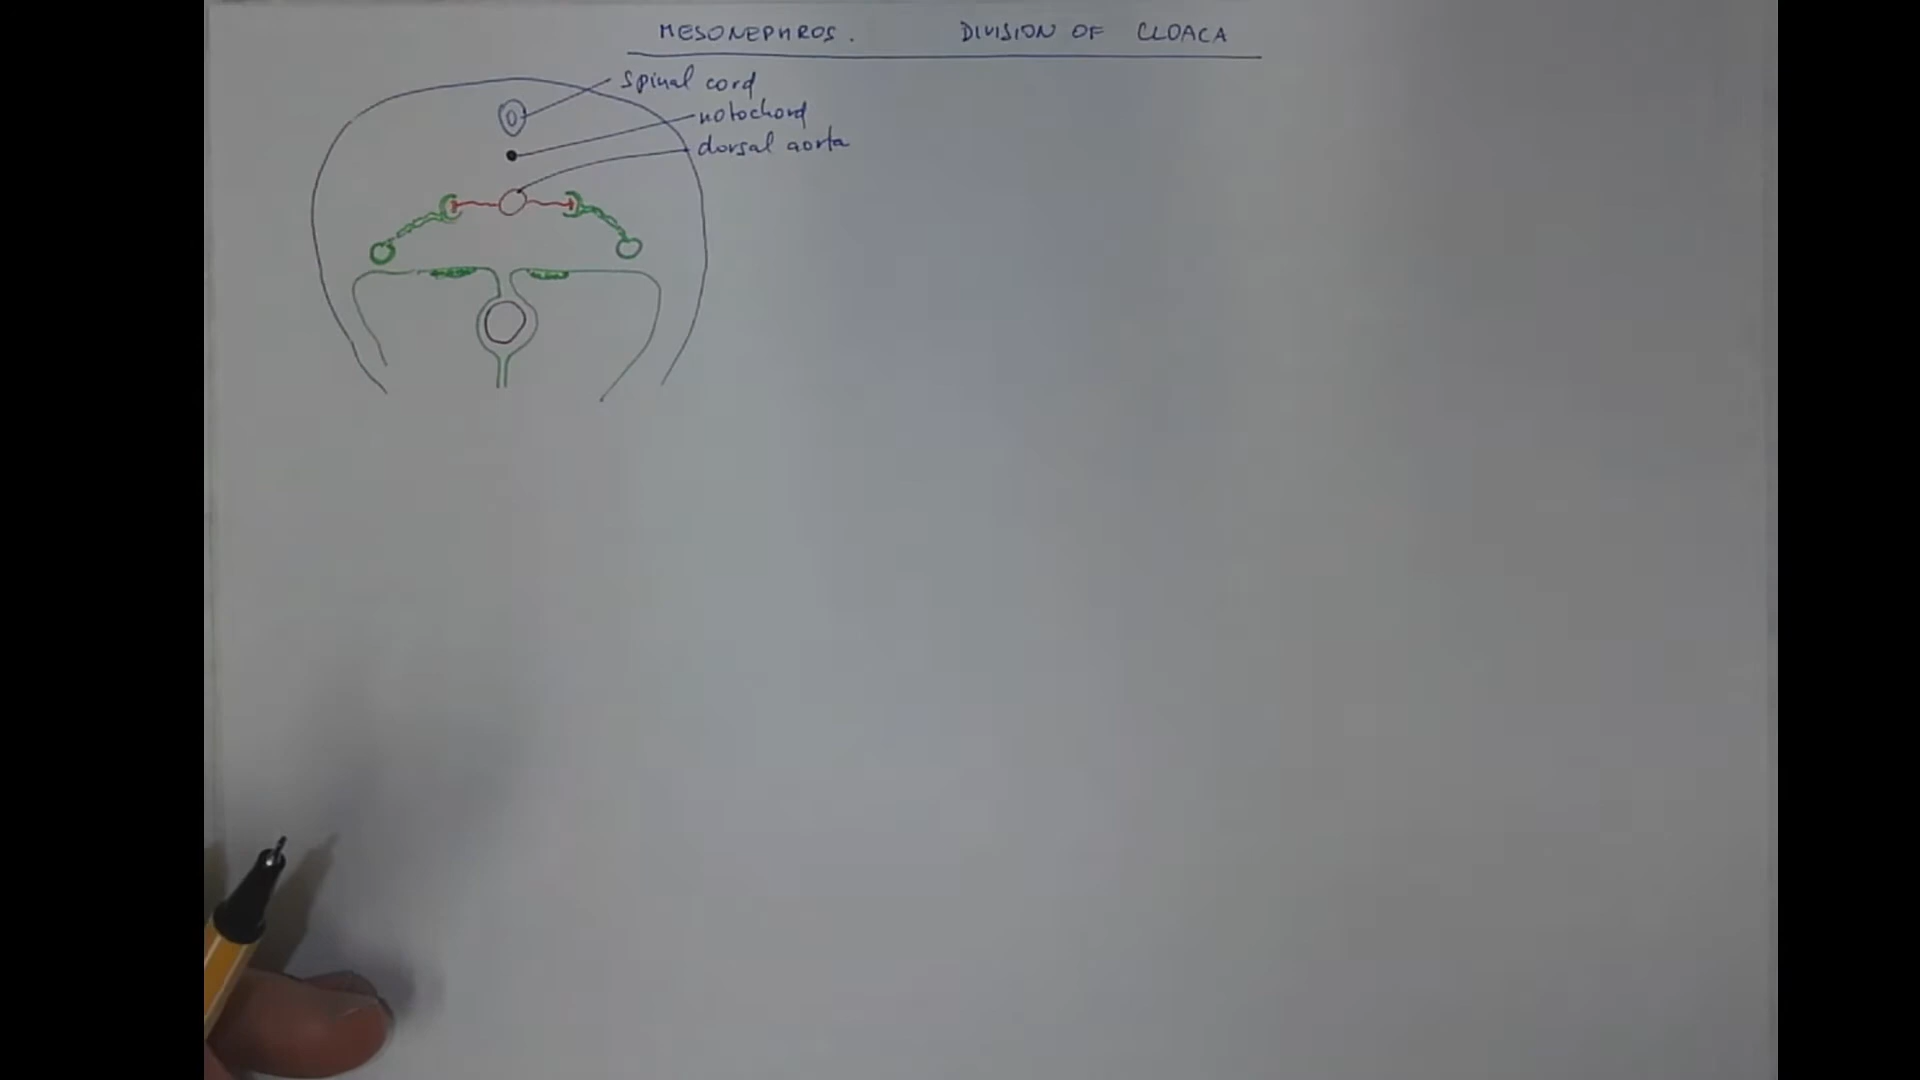 MESONEPHROS. DIVISION OF CLOACA
spinal cord
notochord
dorsal aorta